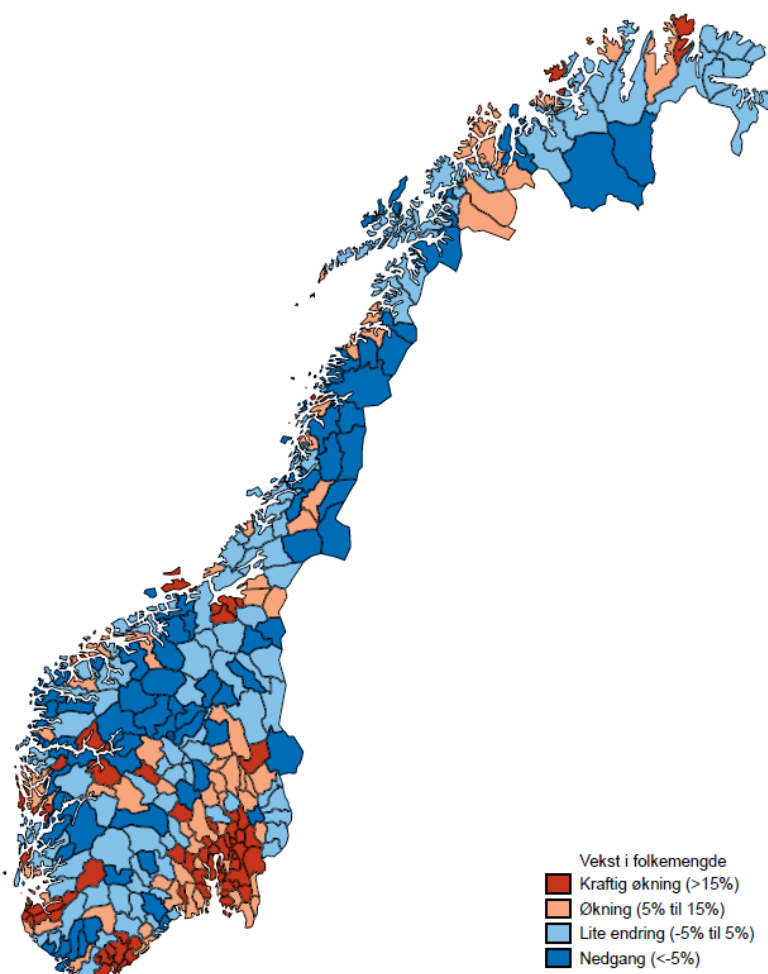 Vekst i folkemengde
Kraftig økning (>15%)
Økning (5% til 15%)
Lite endring (-5% til 5%)
Nedgang (<-5%)